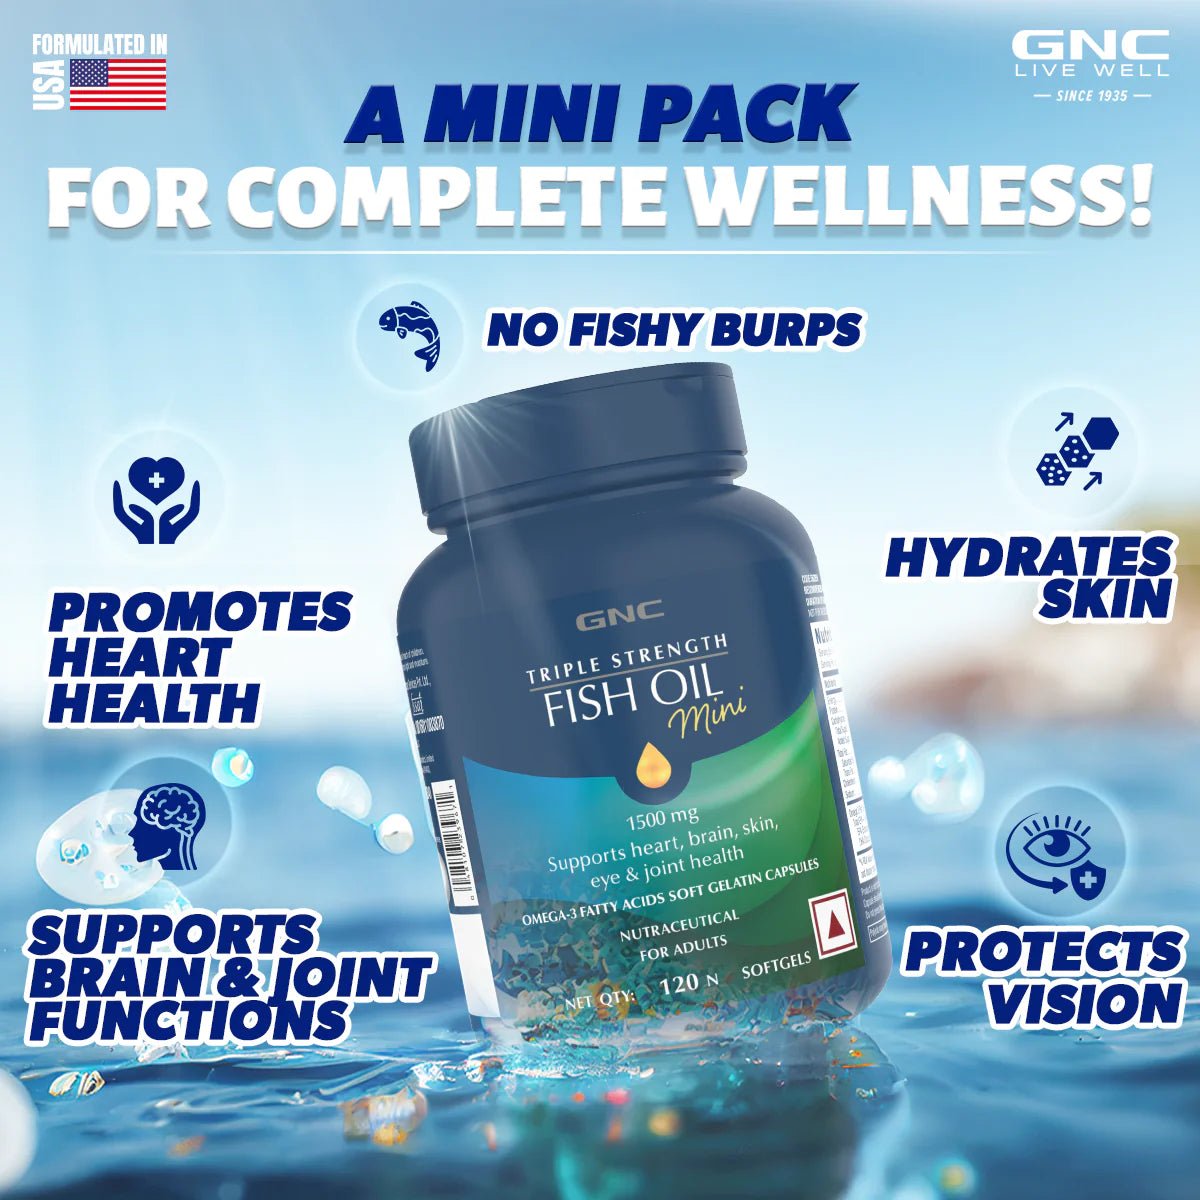 FORMULATED IN
USA
GNC
LIVE WELL
SINCE 1935
A MINI PACK
FOR COMPLETE WELLNESS!
NO FISHY BURPS
PROMOTES
HEART
HEALTH
HYDRATES
SKIN
SUPPORTS
BRAIN & JOINT
FUNCTIONS
PROTECTS
VISION
GNC
TRIPLE STRENGTH
FISH OIL
Mini
1500 mg
Supports heart, brain, skin,
eye & joint health
OMEGA-3 FATTY ACIDS SOFT GELATIN CAPSULES
NUTRACEUTICAL
FOR ADULTS
NET QTY: 120 N SOFTGELS